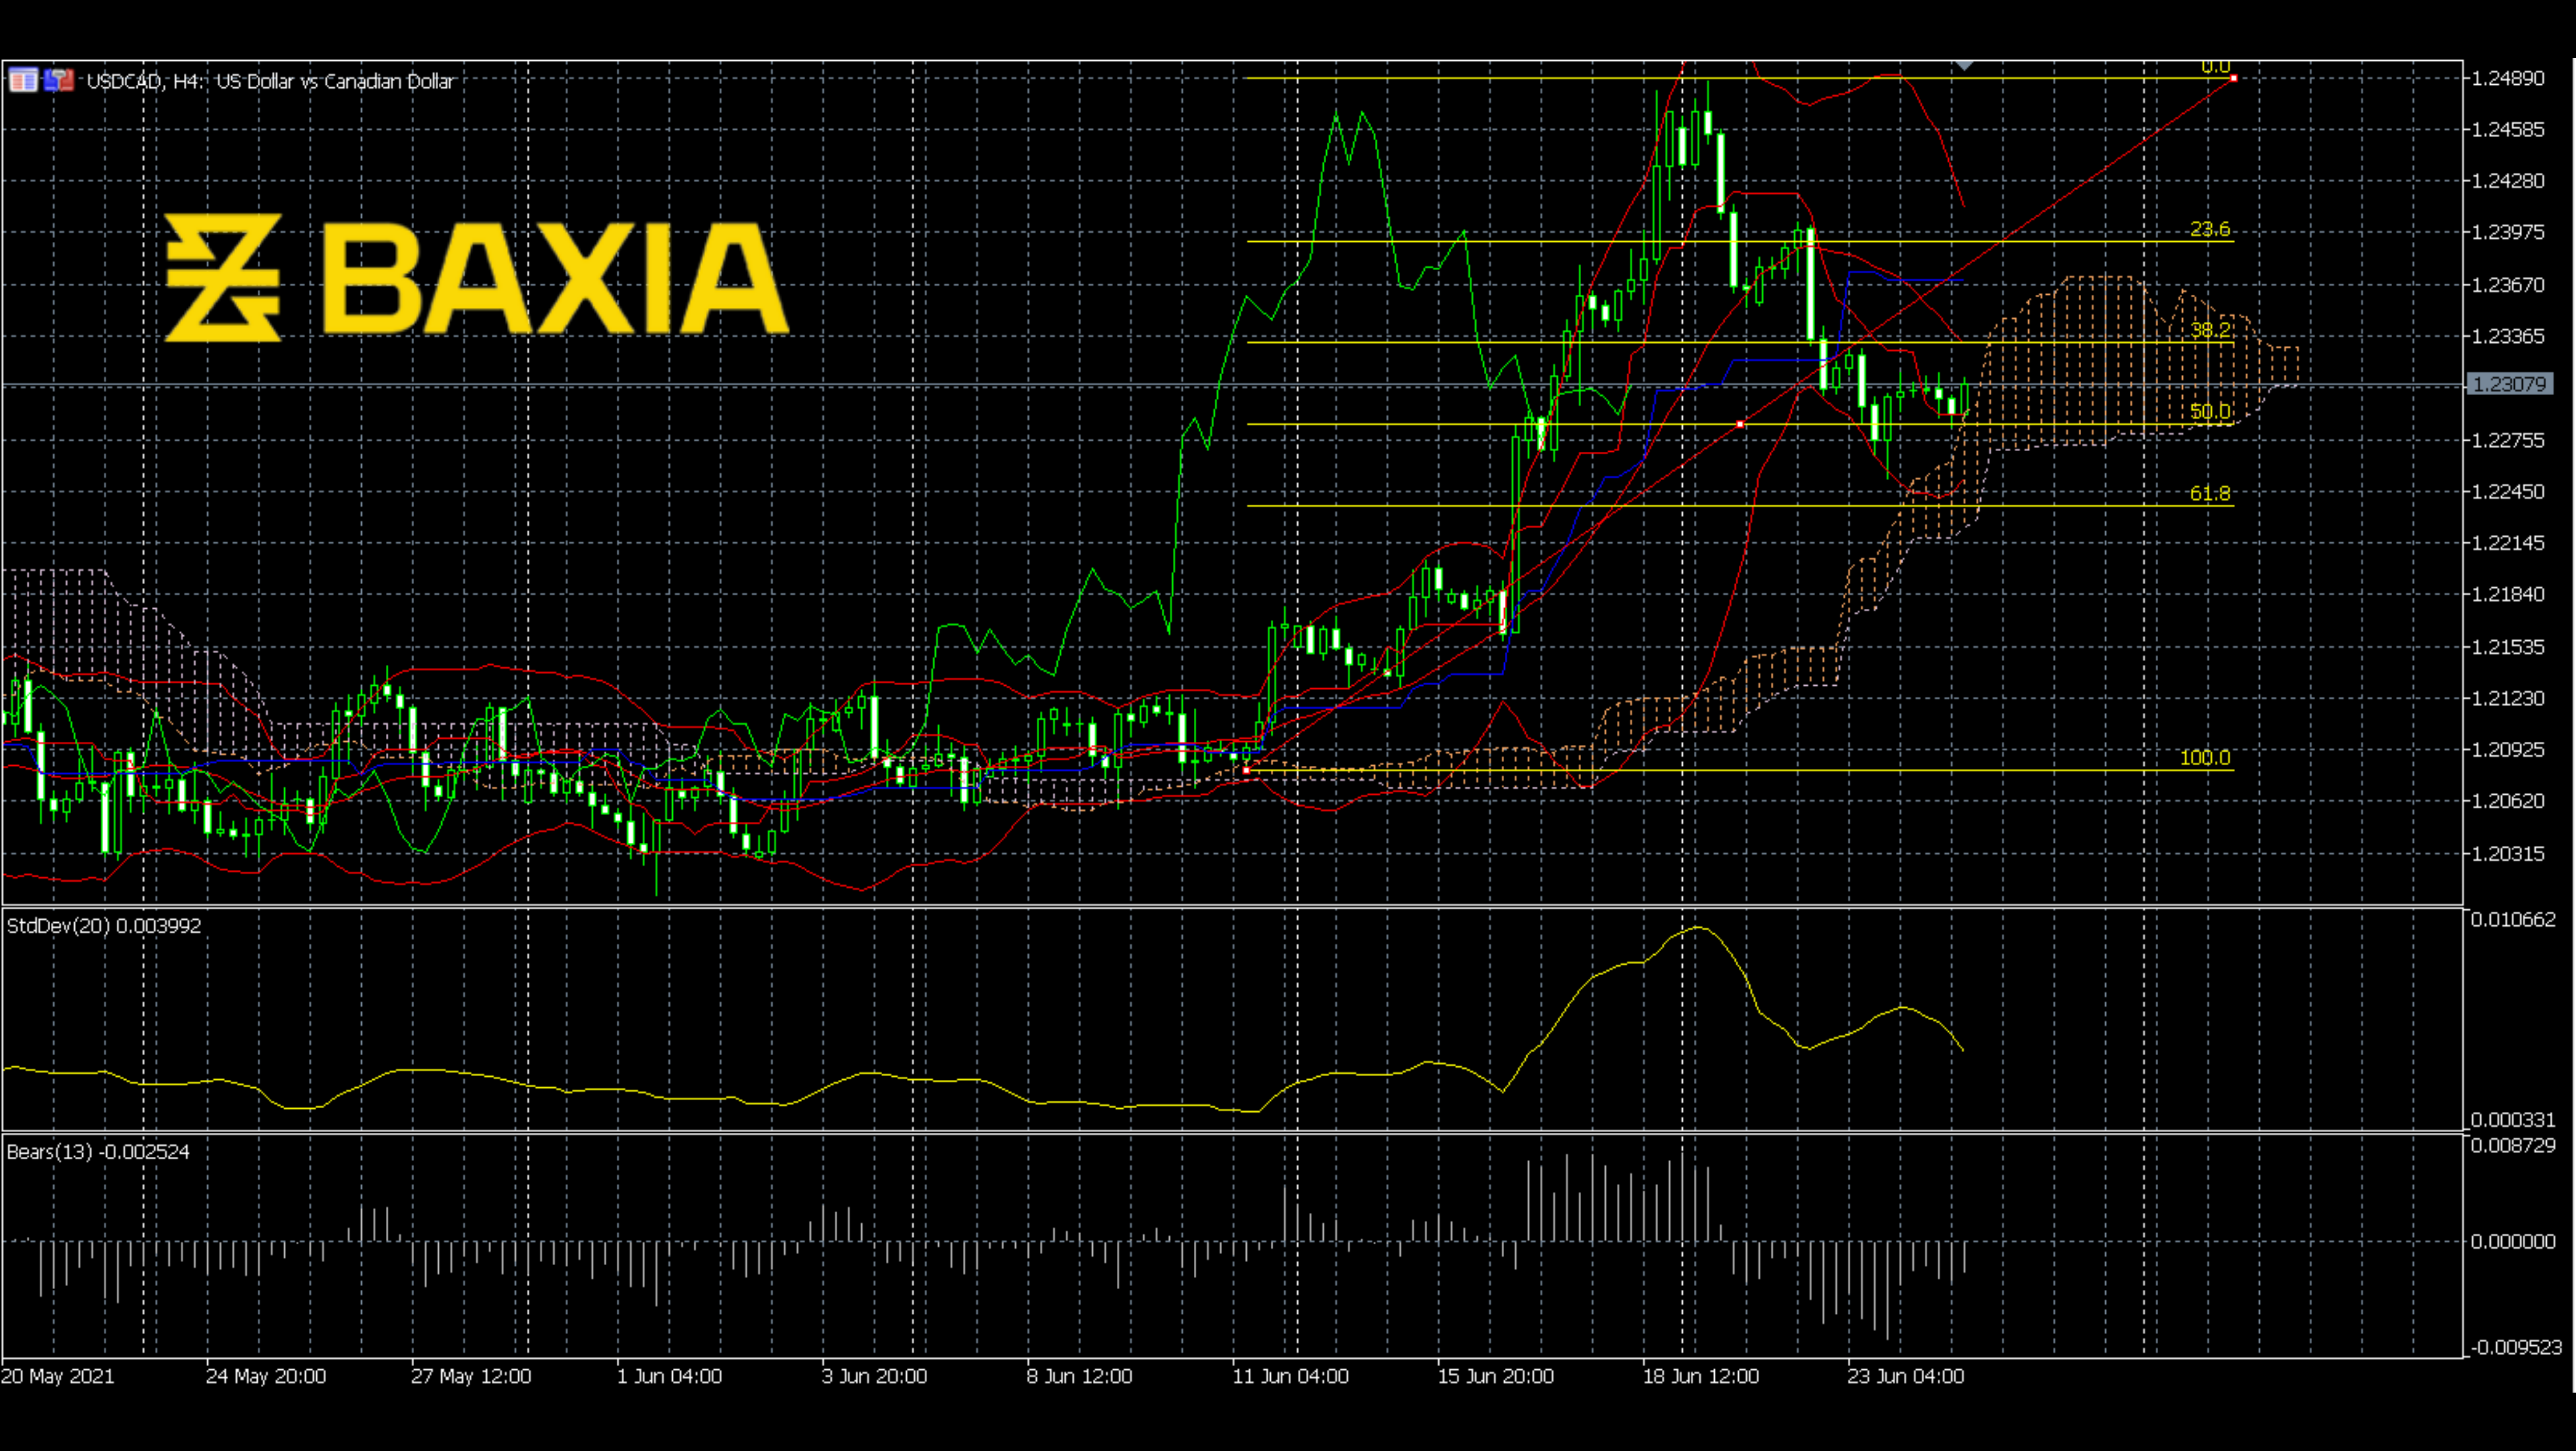 USDCAD, H4: US Dollar vs Canadian Dollar
BAXIA
0.0
23.6
38.2
50.0
61.8
100.0
1.24890
1.24585
1.24280
1.23975
1.23670
1.23365
1.23079
1.22755
1.22450
1.22145
1.21840
1.21535
1.21230
1.20925
1.20620
1.20315
StdDev(20) 0.003992
0.010662
0.000331
Bears(13) -0.002524
0.008729
0.000000
-0.009523
20 May 2021
24 May 20:00
27 May 12:00
1 Jun 04:00
3 Jun 20:00
8 Jun 12:00
11 Jun 04:00
15 Jun 20:00
18 Jun 12:00
23 Jun 04:00